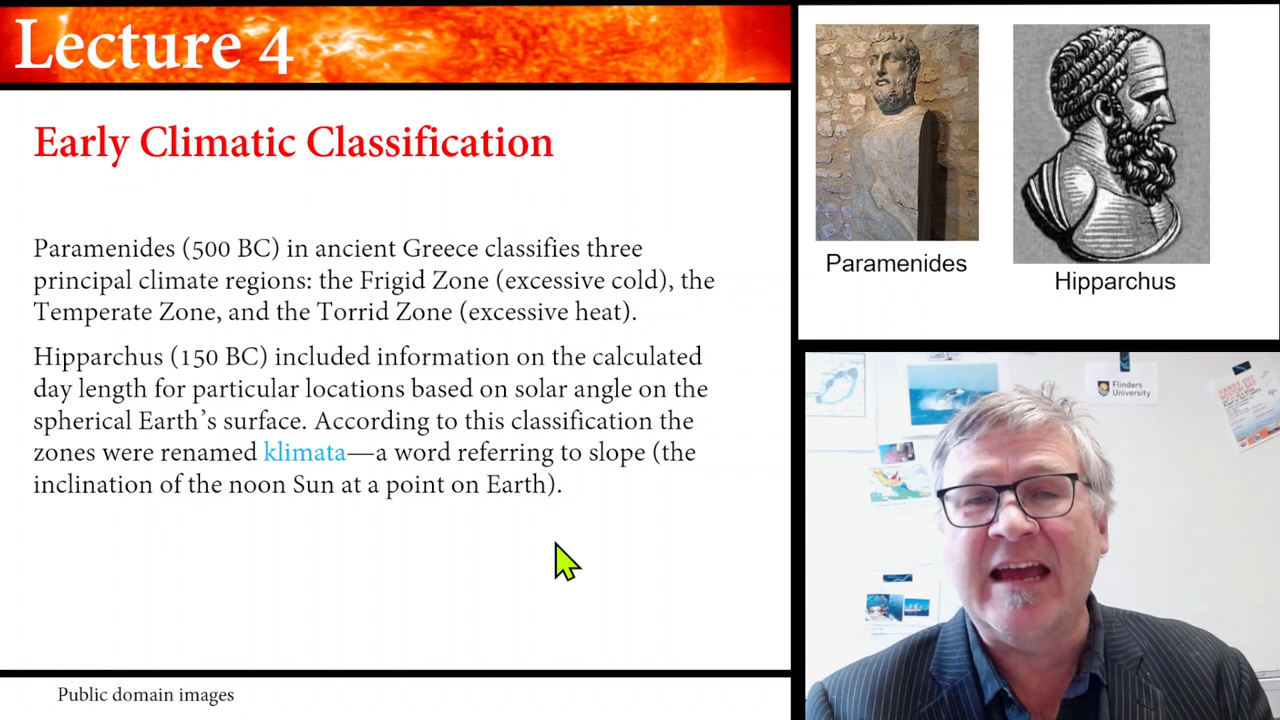 Lecture 4
Early Climatic Classification
Paramenides (500 BC) in ancient Greece classifies three
principal climate regions: the Frigid Zone (excessive cold), the
Temperate Zone, and the Torrid Zone (excessive heat).
Hipparchus (150 BC) included information on the calculated
day length for particular locations based on solar angle on the
spherical Earth’s surface. According to this classification the
zones were renamed klimata—a word referring to slope (the
inclination of the noon Sun at a point on Earth).
Public domain images
Paramenides
Hipparchus
Flinders
University
HANDS OFF